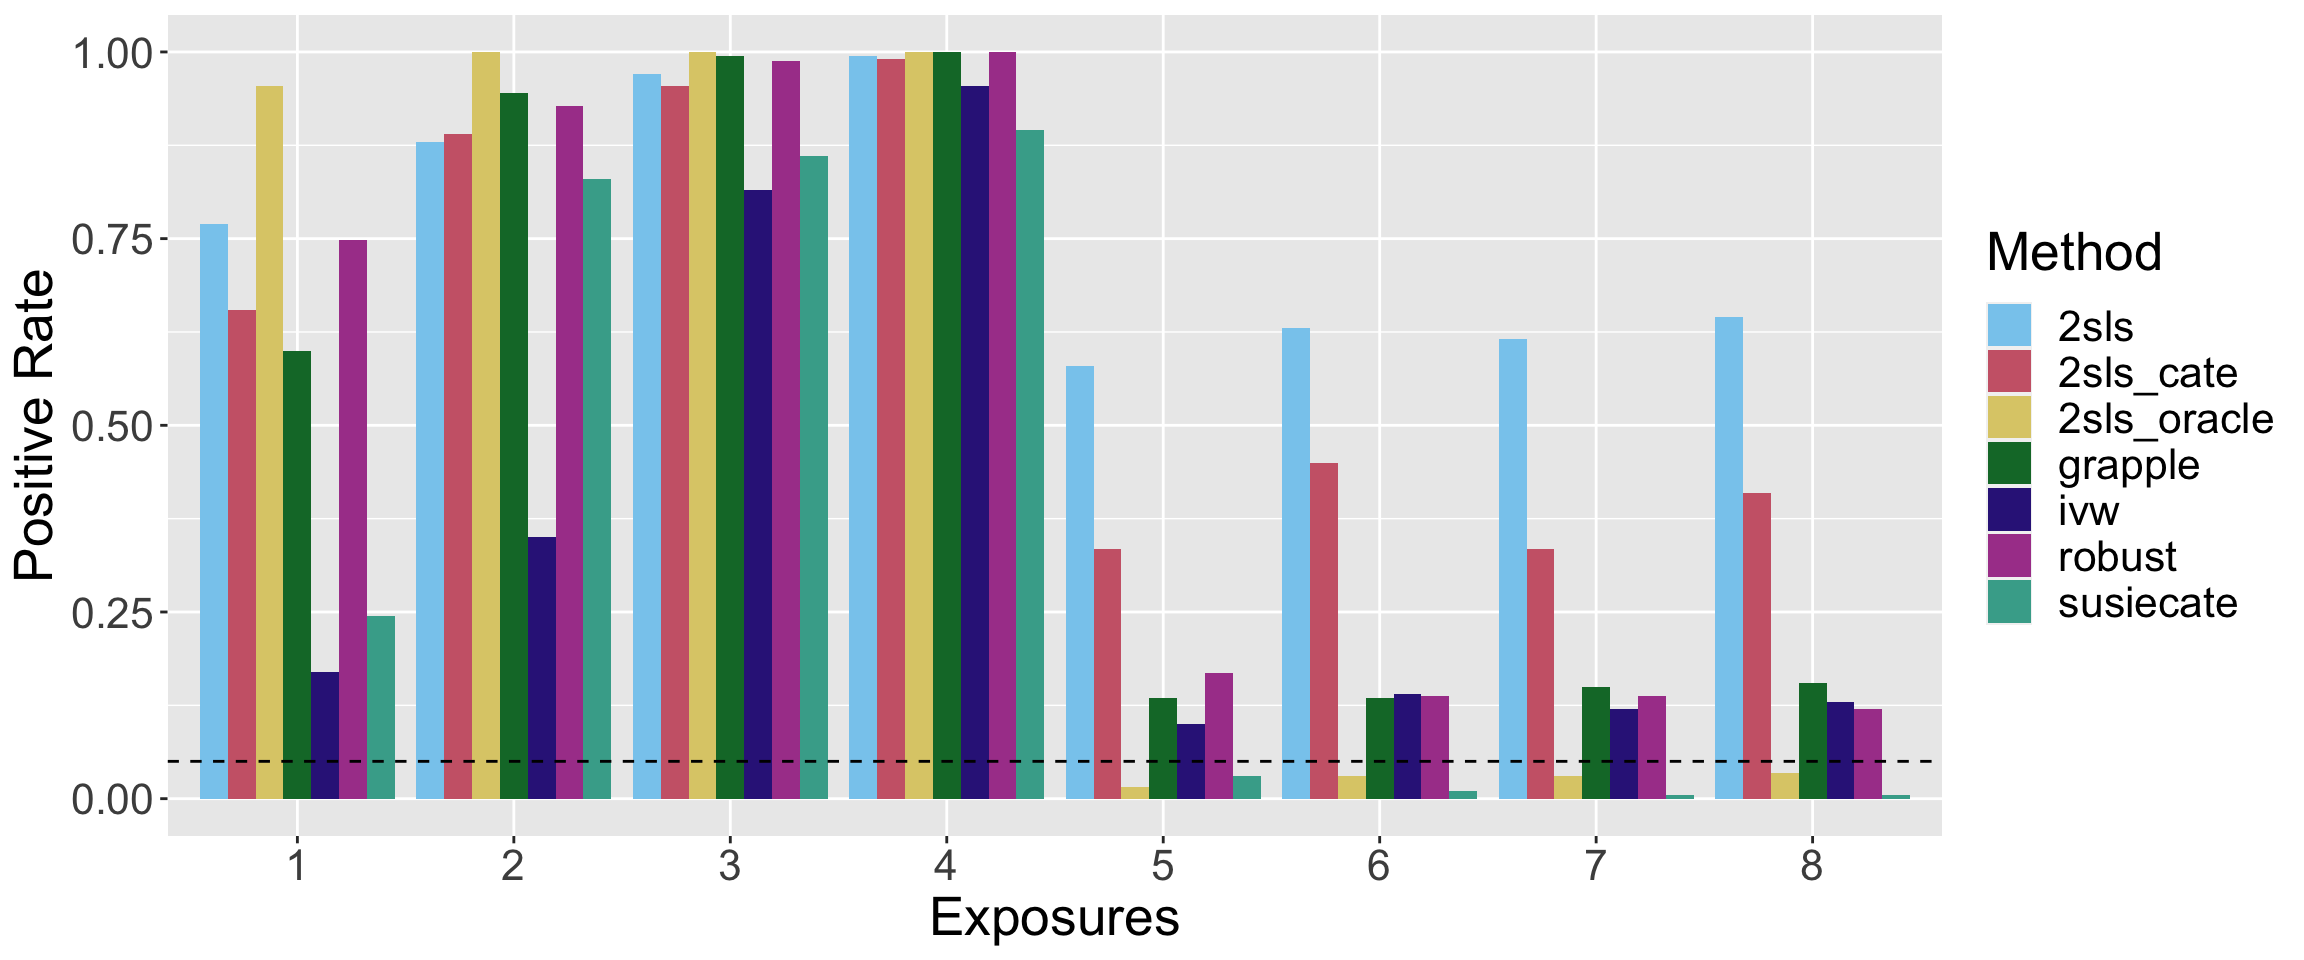 1.00
0.75
0.50
0.25
0.00
Positive Rate
1 2 3 4 5 6 7 8
Exposures
Method
2sls
2sls_cate
2sls_oracle
grapple
ivw
robust
susiecate